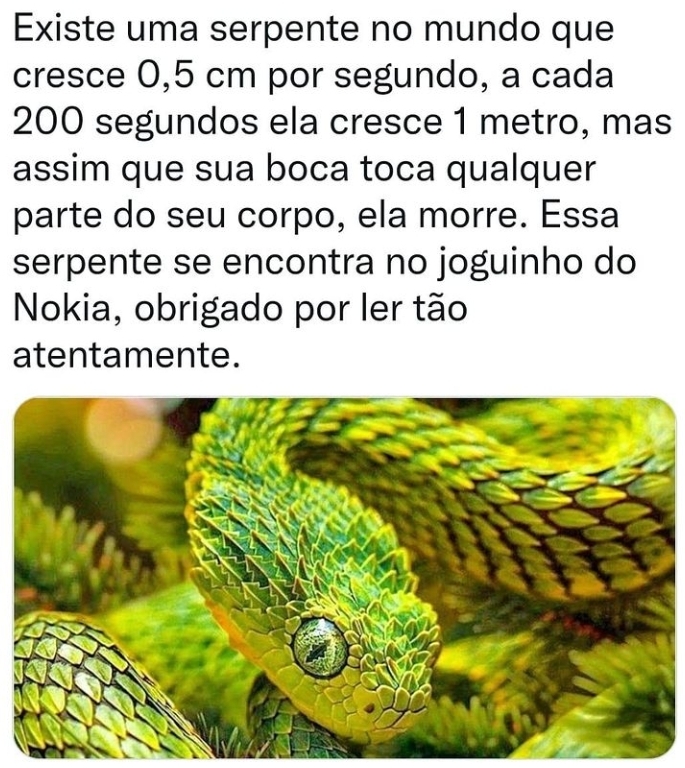 Existe uma serpente no mundo que
cresce 0,5 cm por segundo, a cada
200 segundos ela cresce 1 metro, mas
assim que sua boca toca qualquer
parte do seu corpo, ela morre. Essa
serpente se encontra no joguinho do
Nokia, obrigado por ler tão
atentamente.